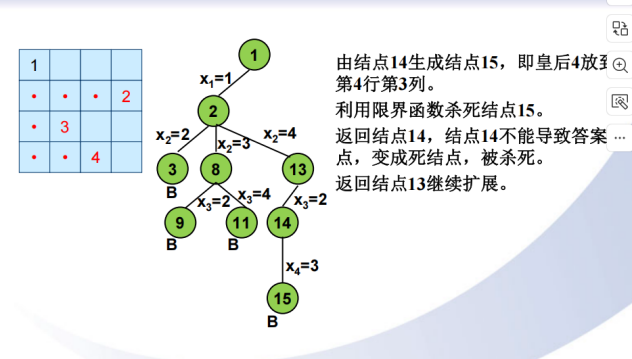 1
• • • 2
• 3
• • 4
1
x1=1
2
x2=2
x2=3
x2=4
3
8
13
B
x3=2
x3=4
x3=2
9
11
14
B
B
x4=3
15
B
由结点14生成结点15，即皇后4放到
第4行第3列。
利用限界函数杀死结点15。
返回结点14，结点14不能导致答案
点，变成死结点，被杀死。
返回结点13继续扩展。